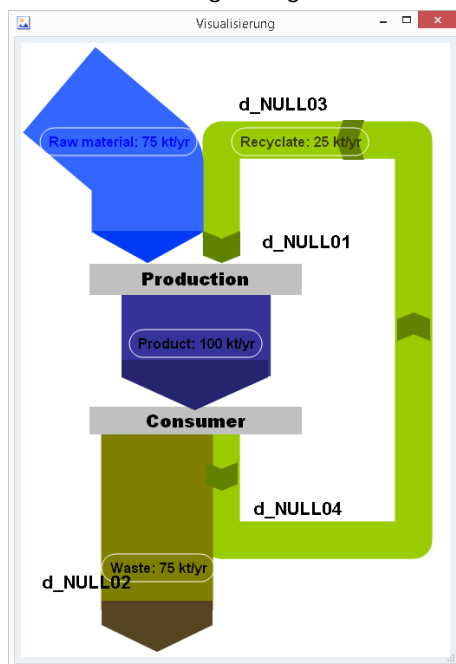 Visualisierung
d_NULL03
Raw material: 75 kt/yr
Recyclate: 25 kt/yr
d_NULL01
Production
Product: 100 kt/yr
Consumer
d_NULL04
Waste: 75 kt/yr
d_NULL02